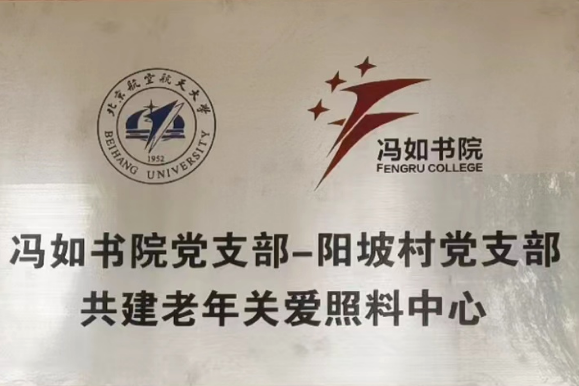 北京航空航天大学
BEIHANG UNIVERSITY
1952
冯如书院
FENGRU COLLEGE
冯如书院党支部-阳坡村党支部
共建老年关爱照料中心